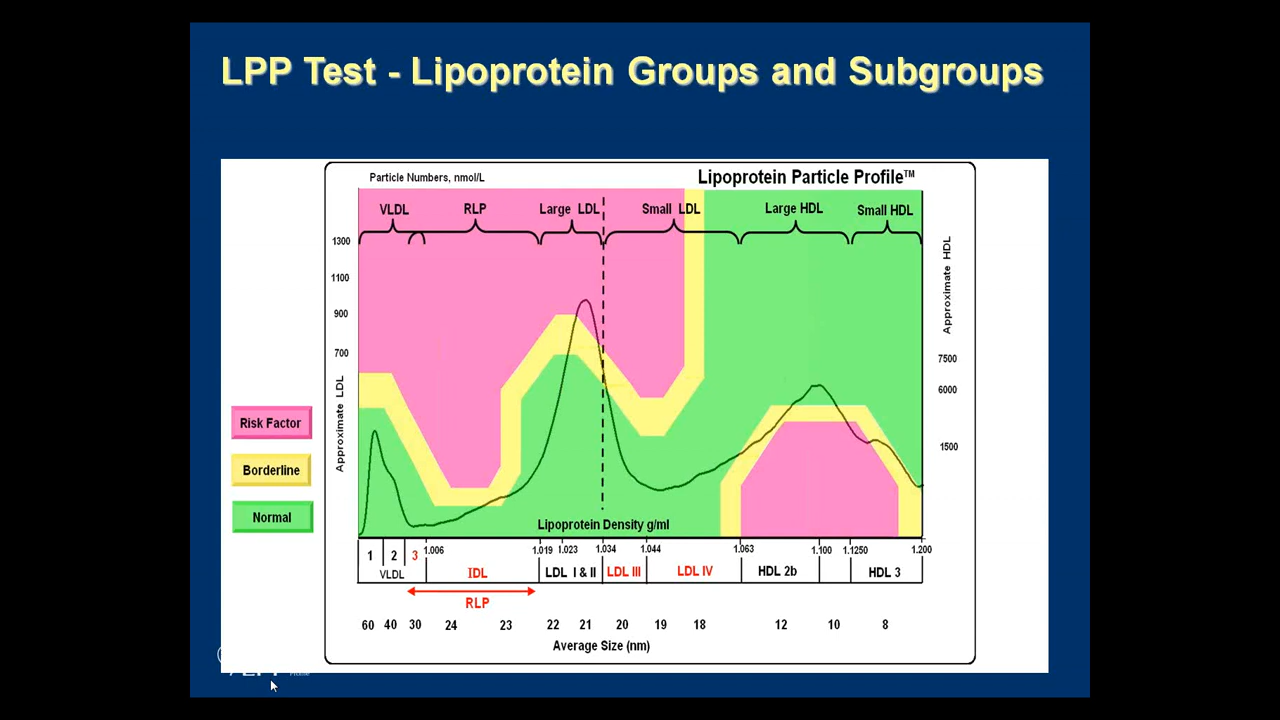 LPP Test - Lipoprotein Groups and Subgroups
Particle Numbers, nmol/L
Lipoprotein Particle Profile™
VLDL RLP Large LDL Small LDL Large HDL Small HDL
1300
1100
900
700
Approximate LDL
Approximate HDL
7500
6000
1500
Risk Factor
Borderline
Normal
Lipoprotein Density g/ml
1 2 3 1.006 1.019 1.023 1.034 1.044 1.063 1.100 1.1250 1.200
VLDL IDL LDL I & II LDL III LDL IV HDL 2b HDL 3
RLP
60 40 30 24 23 22 21 20 19 18 12 10 8
Average Size (nm)